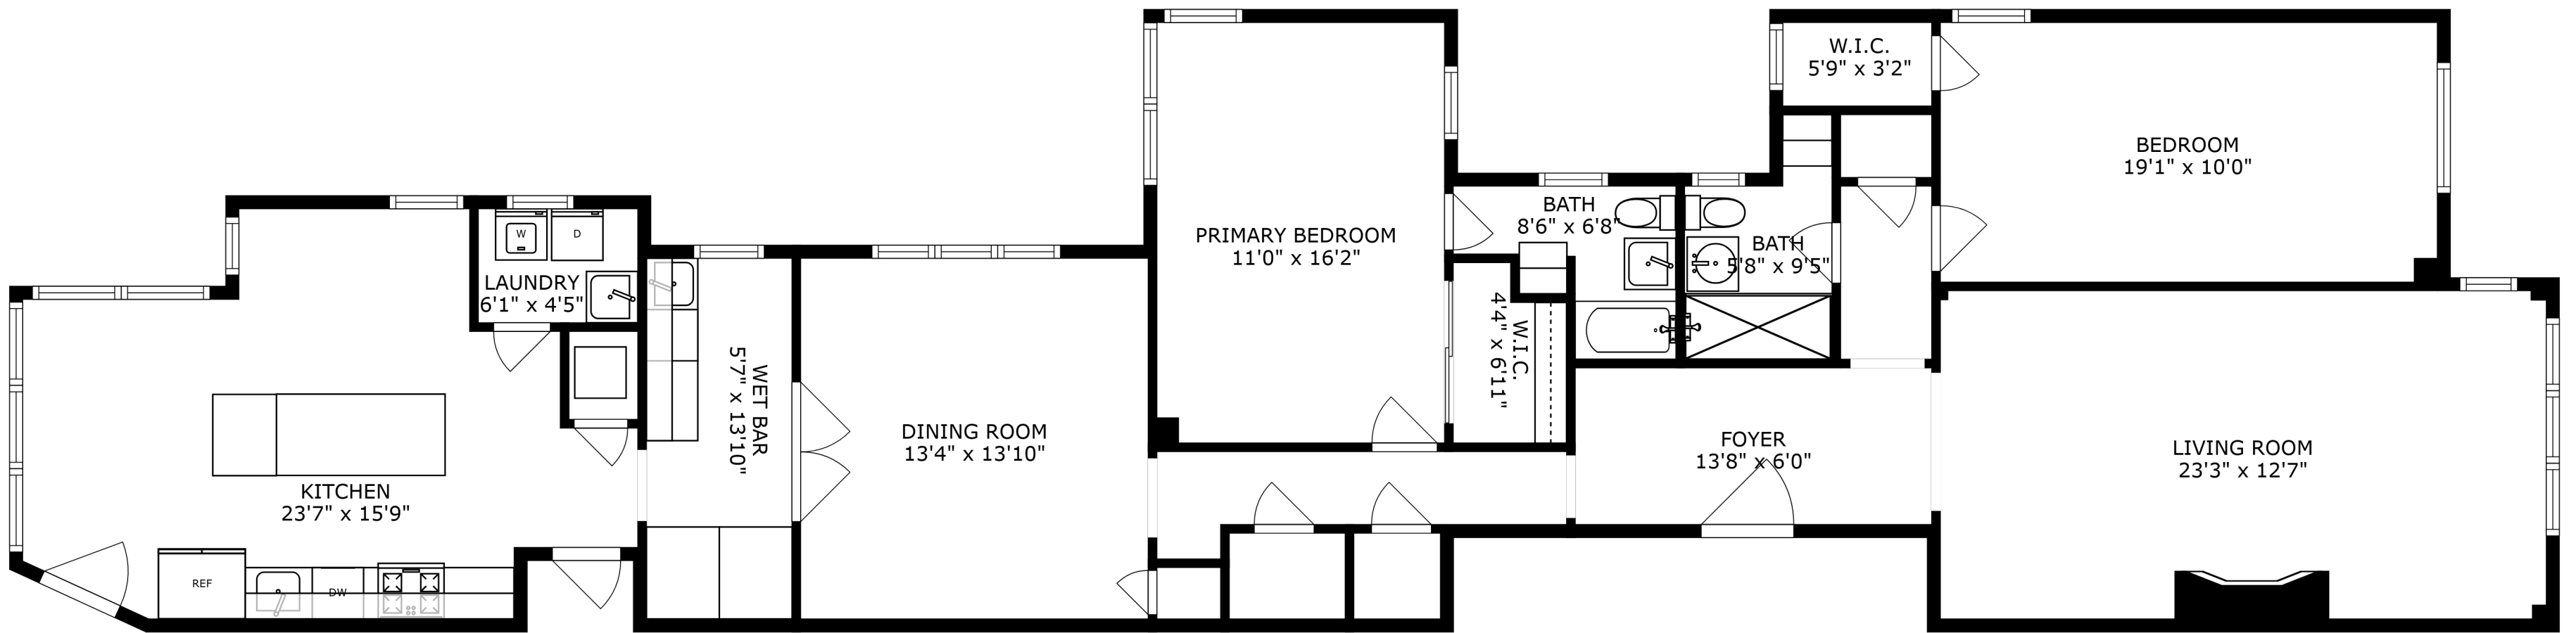 W.I.C.
5'9" x 3'2"
BEDROOM
19'1" x 10'0"
PRIMARY BEDROOM
11'0" x 16'2"
BATH
8'6" x 6'8"
BATH
5'8" x 9'5"
W
D
LAUNDRY
6'1" x 4'5"
W.I.C.
4'4" x 6'11"
WET BAR
5'7" x 13'10"
DINING ROOM
13'4" x 13'10"
FOYER
13'8" x 6'0"
LIVING ROOM
23'3" x 12'7"
KITCHEN
23'7" x 15'9"
REF
DW